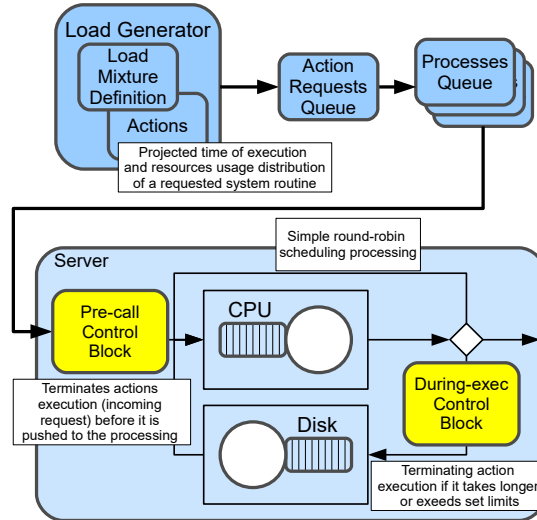 Load Generator
Load
Mixture
Definition
Actions
Projected time of execution
and resources usage distribution
of a requested system routine
Action
Requests
Queue
Processes
Queue
s
Simple round-robin
scheduling processing
Server
Pre-call
Control
Block
CPU
During-exec
Control
Block
Terminates actions
execution (incoming
request) before it is
pushed to the processing
Disk
Terminating action
execution if it takes longer
or exeeds set limits